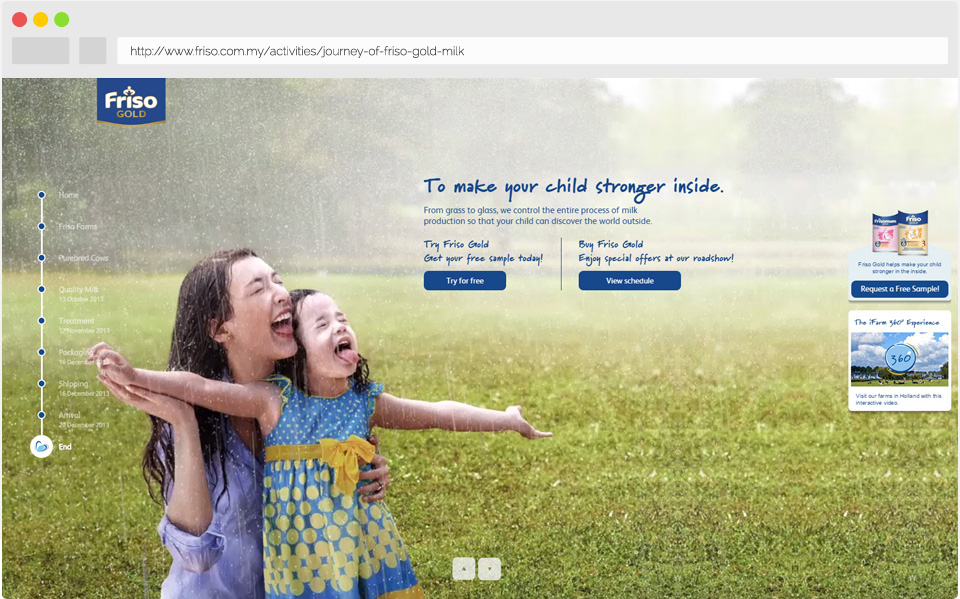 http://www.friso.com.my/activities/journey-of-friso-gold-milk
Friso
GOLD
Home
Friso Farms
Purebred Cows
Quality Milk
13 October 2013
Treatment
12 November 2013
Packaging
16 December 2013
Shipping
18 December 2013
Arrival
20 December 2013
End
To make your child stronger inside.
From grass to glass, we control the entire process of milk
production so that your child can discover the world outside.
Try Friso Gold
Get your free sample today!
Try for free
Buy Friso Gold
Enjoy special offers at our roadshow!
View schedule
Frisomum
Friso
3
Friso Gold helps make your child
stronger in the inside.
Request a Free Sample!
The iFarm 360° Experience
360
Visit our farms in Holland with this
interactive video.